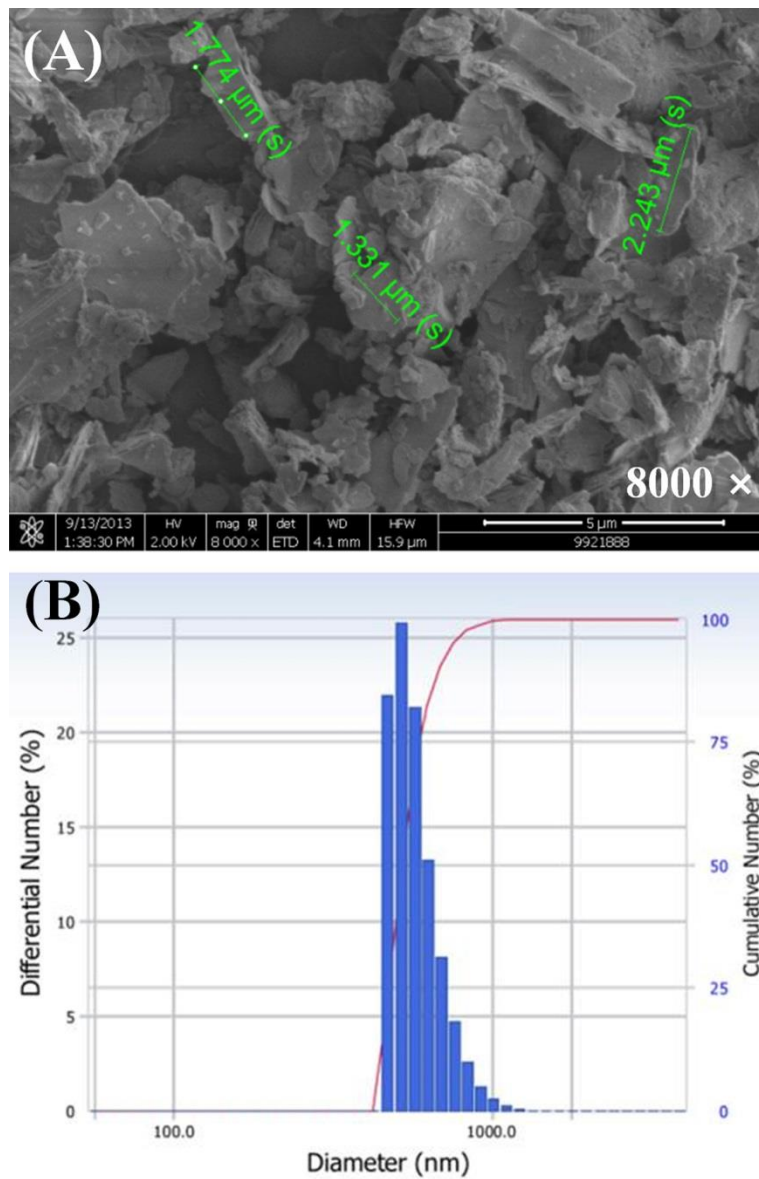 (A)
1.774 µm (s)
1.331 µm (s)
2.243 µm (s)
8000 ×
9/13/2013 HV mag det WD HFW 5 µm
1:38:30 PM 2.00 kV 8 000 x ETD 4.1 mm 15.9 µm 9921888
(B)
25
20
15
10
5
0
Differential Number (%)
100
75
50
25
0
Cumulative Number (%)
100.0 1000.0
Diameter (nm)